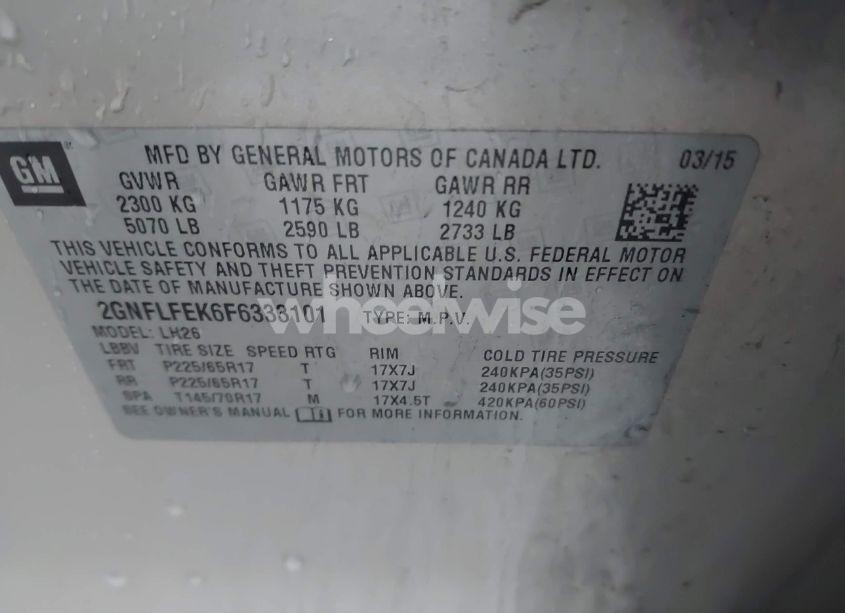 GM
MFD BY GENERAL MOTORS OF CANADA LTD. 03/15
GVWR GAWR FRT GAWR RR
2300 KG 1175 KG 1240 KG
5070 LB 2590 LB 2733 LB
THIS VEHICLE CONFORMS TO ALL APPLICABLE U.S. FEDERAL MOTOR
VEHICLE SAFETY AND THEFT PREVENTION STANDARDS IN EFFECT ON
THE DATE OF MANUFACTURE SHOWN ABOVE.
2GNFLFEK6F6333101 TYPE: M.P.V.
wheelwise
MODEL: LH26
LBBV TIRE SIZE SPEED RTG RIM COLD TIRE PRESSURE
FRT P225/65R17 T 17X7J 240KPA(35PSI)
RR P225/65R17 T 17X7J 240KPA(35PSI)
SPA T145/70R17 M 17X4.5T 420KPA(60PSI)
SEE OWNER'S MANUAL FOR MORE INFORMATION.